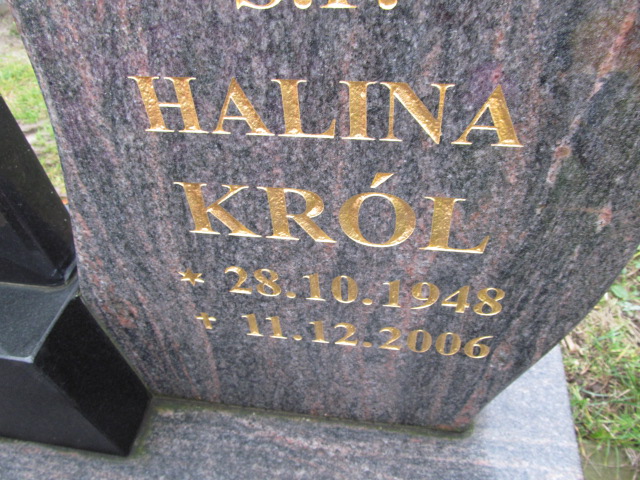 HALINA
KRÓL
* 28.10.1948
† 11.12.2006